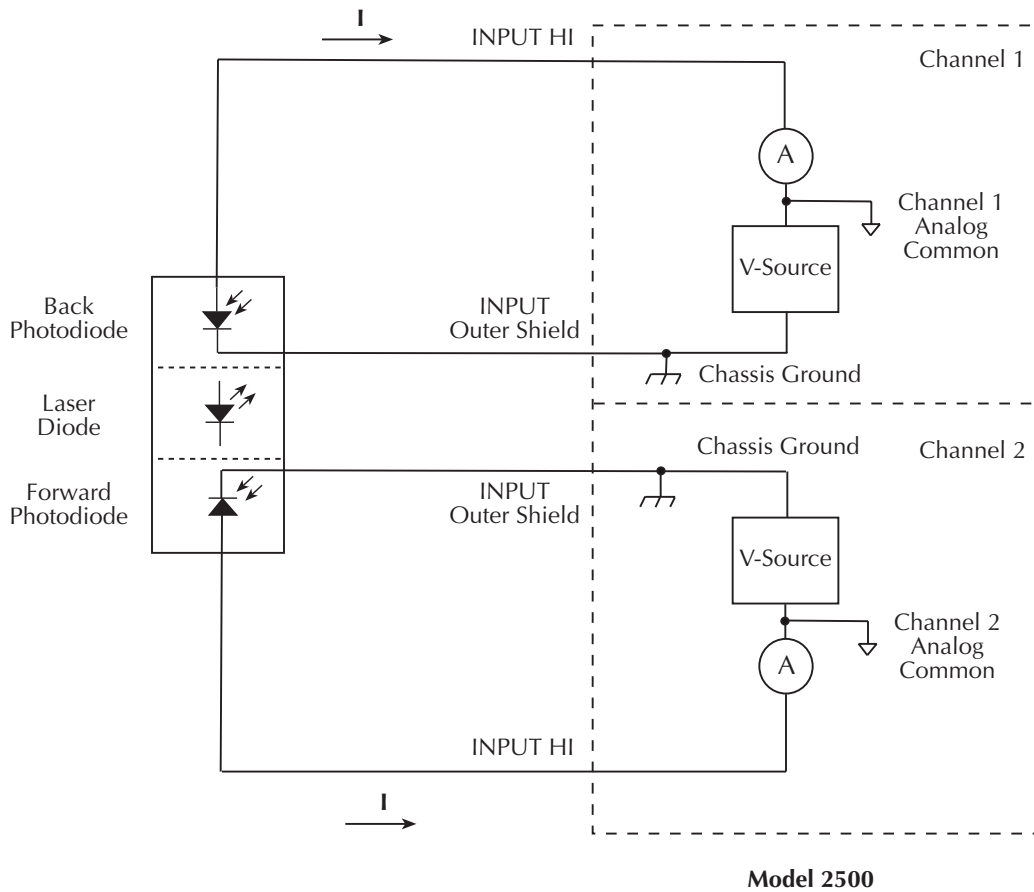 I
INPUT HI
Channel 1
A
Channel 1
Analog
Common
V-Source
Back
Photodiode
INPUT
Outer Shield
Chassis Ground
Laser
Diode
Chassis Ground
Channel 2
Forward
Photodiode
INPUT
Outer Shield
V-Source
Channel 2
Analog
Common
A
INPUT HI
I
Model 2500